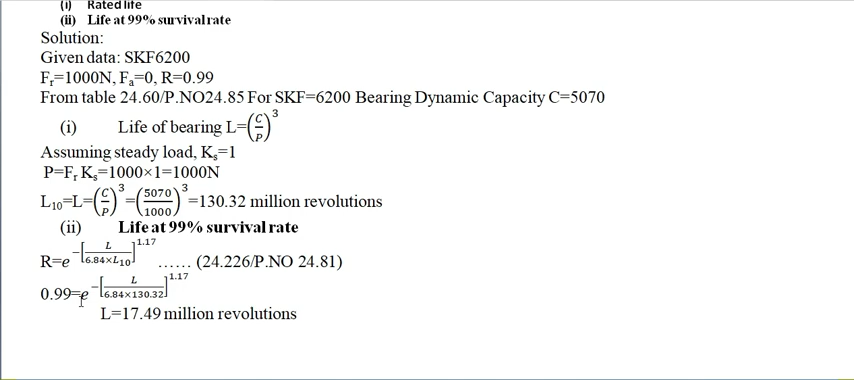 (i) Rated life
(ii) Life at 99% survival rate
Solution:
Given data: SKF6200
Fᵣ=1000N, Fₐ=0, R=0.99
From table 24.60/P.NO24.85 For SKF=6200 Bearing Dynamic Capacity C=5070
(i) Life of bearing L=(C/P)³
Assuming steady load, Kₛ=1
P=Fᵣ Kₛ=1000×1=1000N
L₁₀=L=(C/P)³=(5070/1000)³=130.32 million revolutions
(ii) Life at 99% survival rate
R=e^−[L/(6.84×L₁₀)]^1.17 ...... (24.226/P.NO 24.81)
0.99=e^−[L/(6.84×130.32)]^1.17
L=17.49 million revolutions